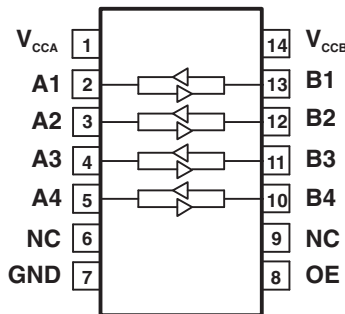 VCCA 1 14 VCCB
A1 2 13 B1
A2 3 12 B2
A3 4 11 B3
A4 5 10 B4
NC 6 9 NC
GND 7 8 OE